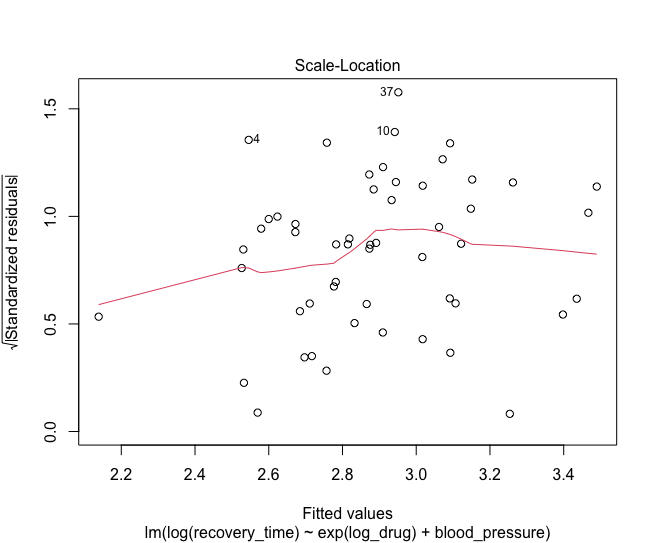 Scale-Location
√|Standardized residuals|
1.5
1.0
0.5
0.0
37
10
4
2.2 2.4 2.6 2.8 3.0 3.2 3.4
Fitted values
lm(log(recovery_time) ~ exp(log_drug) + blood_pressure)